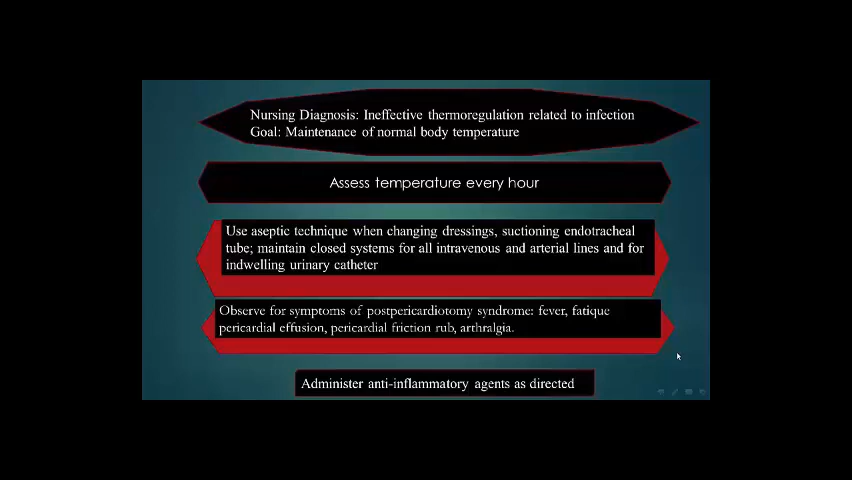 Nursing Diagnosis: Ineffective thermoregulation related to infection
Goal: Maintenance of normal body temperature
Assess temperature every hour
Use aseptic technique when changing dressings, suctioning endotracheal
tube; maintain closed systems for all intravenous and arterial lines and for
indwelling urinary catheter
Observe for symptoms of postpericardiotomy syndrome: fever, fatique
pericardial effusion, pericardial friction rub, arthralgia.
Administer anti-inflammatory agents as directed